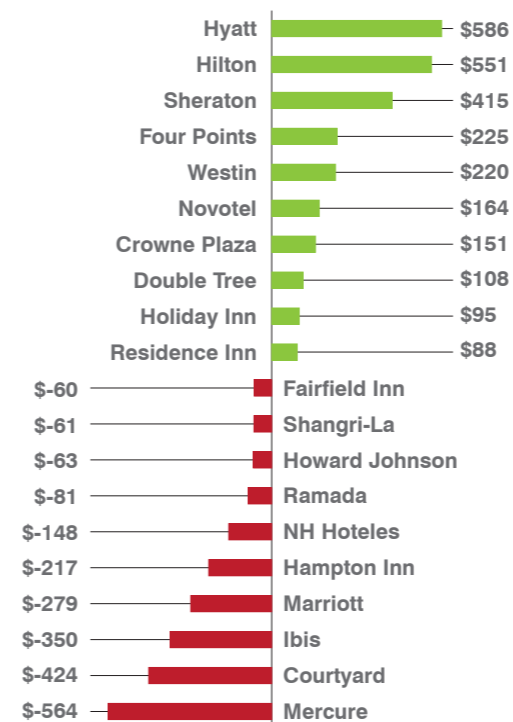 Hyatt $586
Hilton $551
Sheraton $415
Four Points $225
Westin $220
Novotel $164
Crowne Plaza $151
Double Tree $108
Holiday Inn $95
Residence Inn $88
$-60 Fairfield Inn
$-61 Shangri-La
$-63 Howard Johnson
$-81 Ramada
$-148 NH Hoteles
$-217 Hampton Inn
$-279 Marriott
$-350 Ibis
$-424 Courtyard
$-564 Mercure